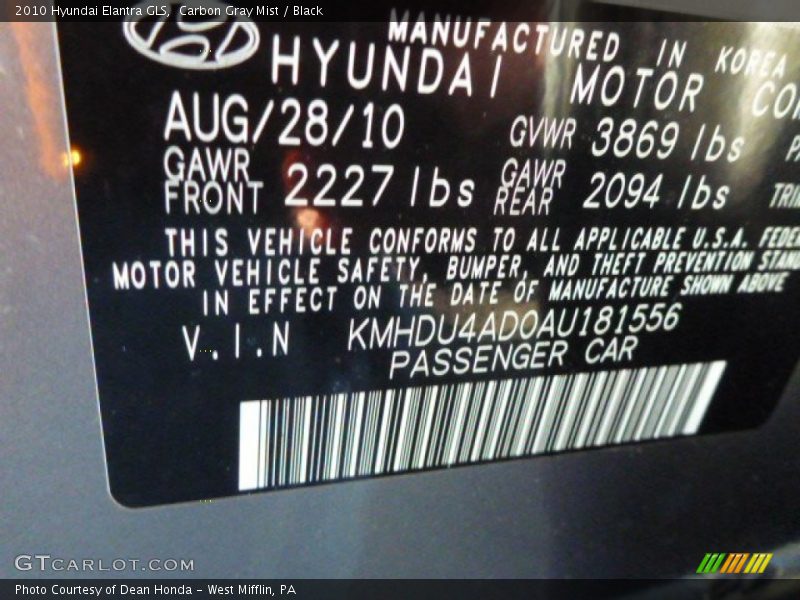 2010 Hyundai Elantra GLS, Carbon Gray Mist / Black
MANUFACTURED IN KOREA
HYUNDAI MOTOR CO
AUG/28/10 GVWR 3869 lbs
GAWR FRONT 2227 lbs GAWR REAR 2094 lbs
THIS VEHICLE CONFORMS TO ALL APPLICABLE U.S.A.
MOTOR VEHICLE SAFETY, BUMPER, AND THEFT PREVENTION
IN EFFECT ON THE DATE OF MANUFACTURE SHOWN ABOVE
V.I.N KMHDU4AD0AU181556
PASSENGER CAR
GTCARLOT.COM
Photo Courtesy of Dean Honda - West Mifflin, PA